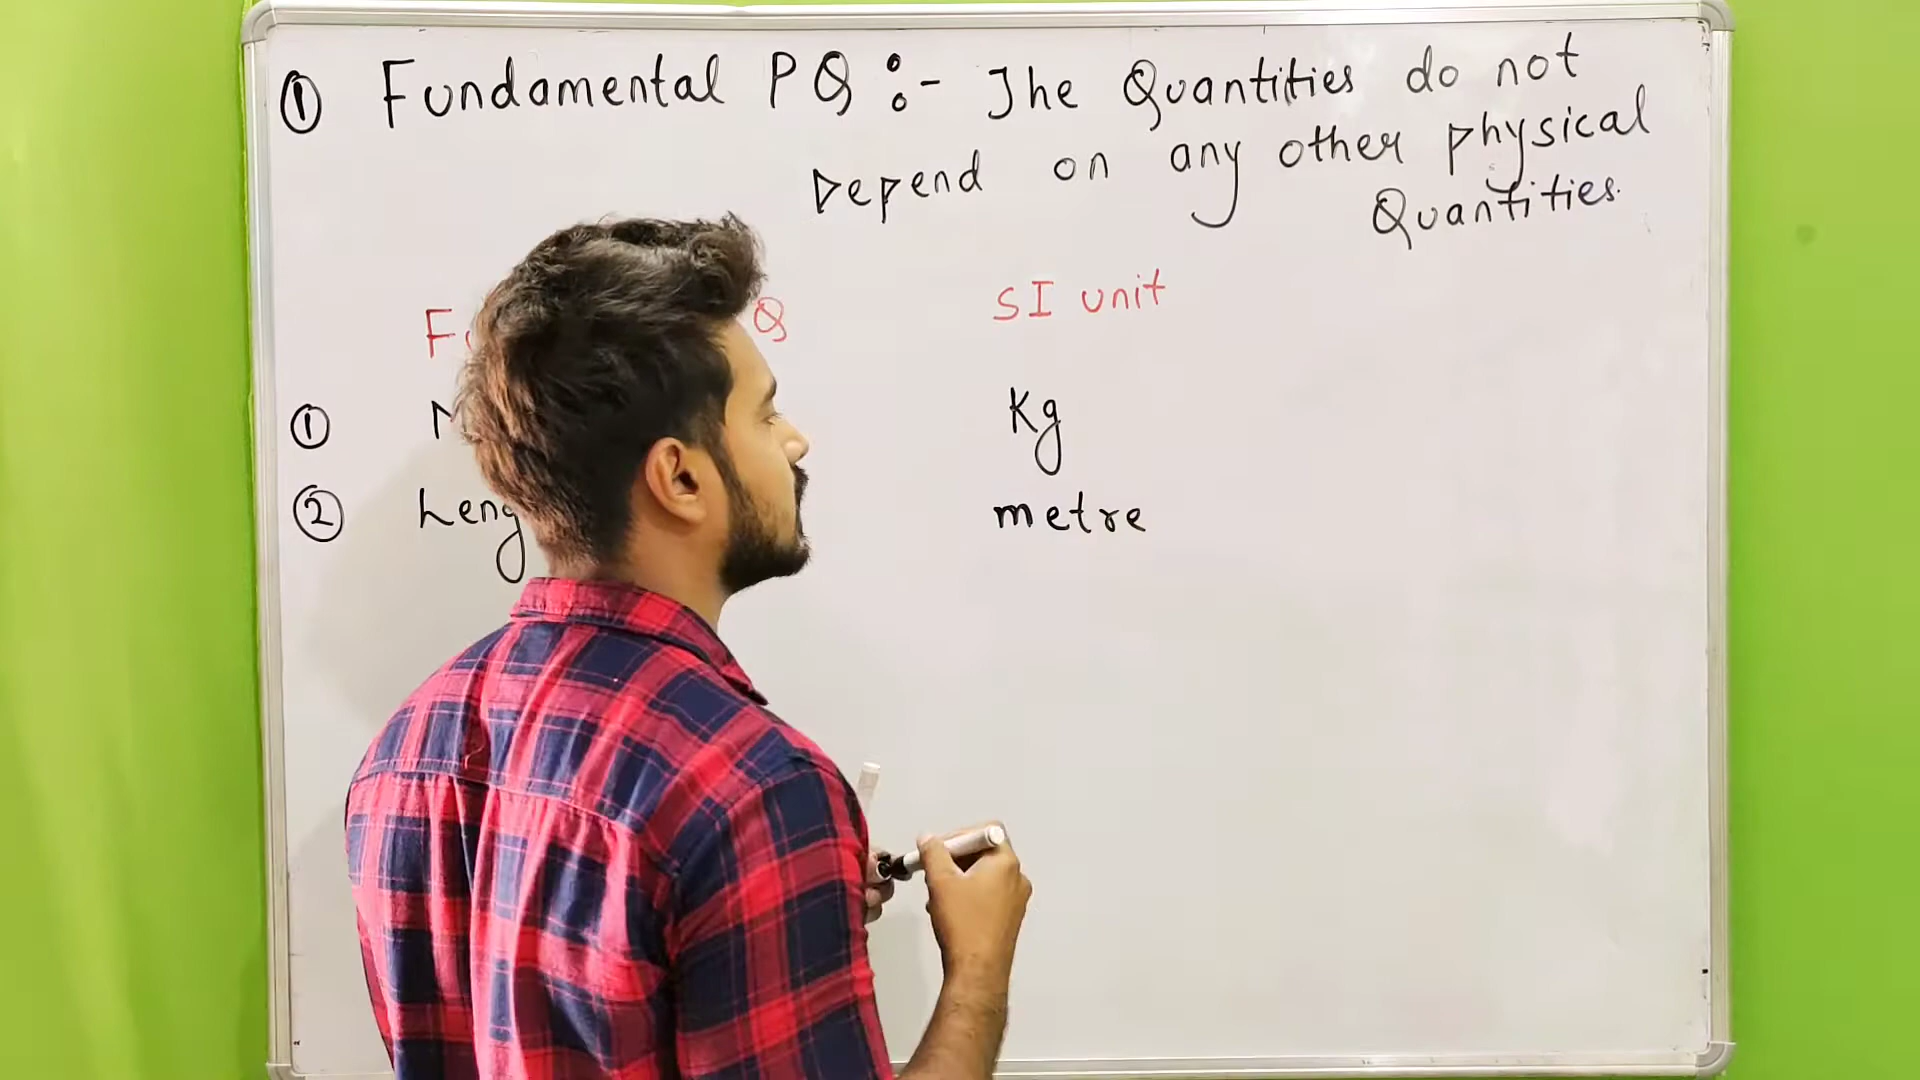 ① Fundamental PQ :- The Quantities do not
Depend on any other physical
Quantities.
SI unit
① Kg
② metre